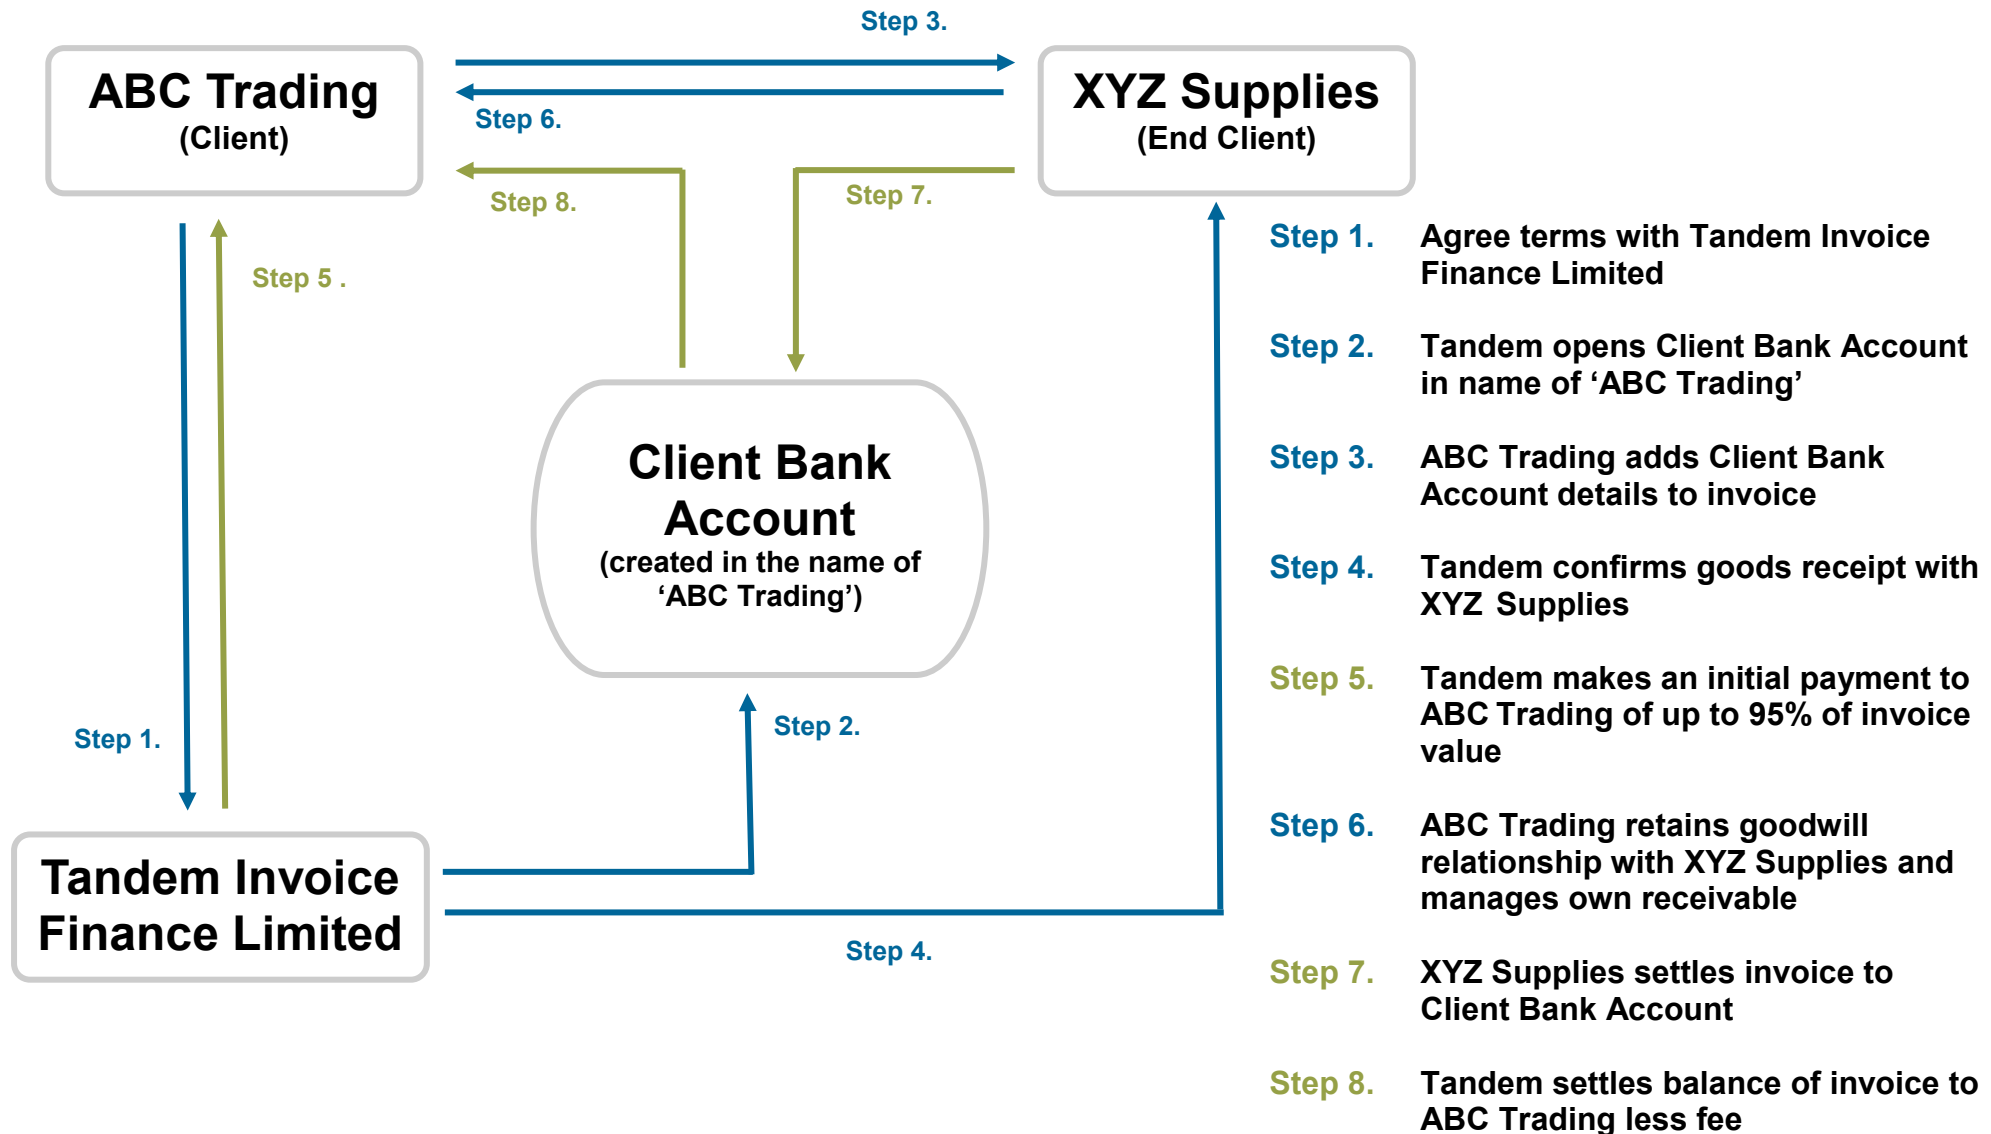 Step 3.
ABC Trading
(Client)
XYZ Supplies
(End Client)
Step 6.
Step 8.
Step 7.
Step 5 .
Client Bank
Account
(created in the name of
‘ABC Trading’)
Step 1.
Step 2.
Tandem Invoice
Finance Limited
Step 4.
Step 1. Agree terms with Tandem Invoice
Finance Limited
Step 2. Tandem opens Client Bank Account
in name of ‘ABC Trading’
Step 3. ABC Trading adds Client Bank
Account details to invoice
Step 4. Tandem confirms goods receipt with
XYZ Supplies
Step 5. Tandem makes an initial payment to
ABC Trading of up to 95% of invoice
value
Step 6. ABC Trading retains goodwill
relationship with XYZ Supplies and
manages own receivable
Step 7. XYZ Supplies settles invoice to
Client Bank Account
Step 8. Tandem settles balance of invoice to
ABC Trading less fee